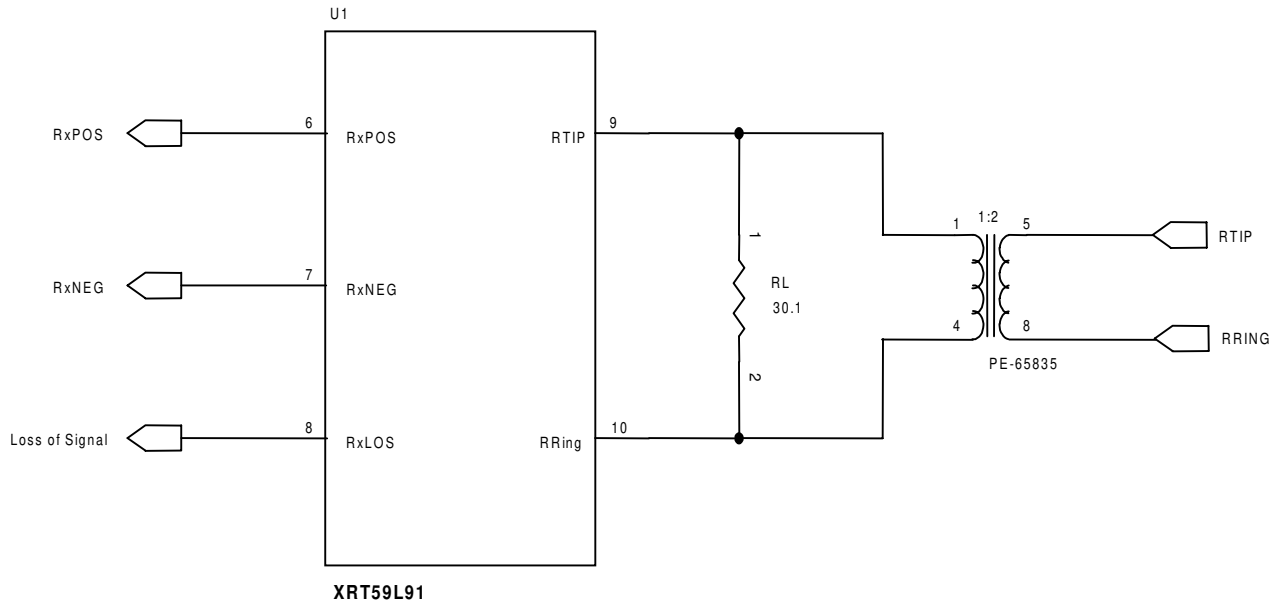 U1
6
9
RxPOS
RxPOS
RTIP
1:2
1
5
1
RTIP
7
RL
RxNEG
RxNEG
30.1
4
8
RRING
PE-65835
2
8
10
Loss of Signal
RxLOS
RRing
XRT59L91